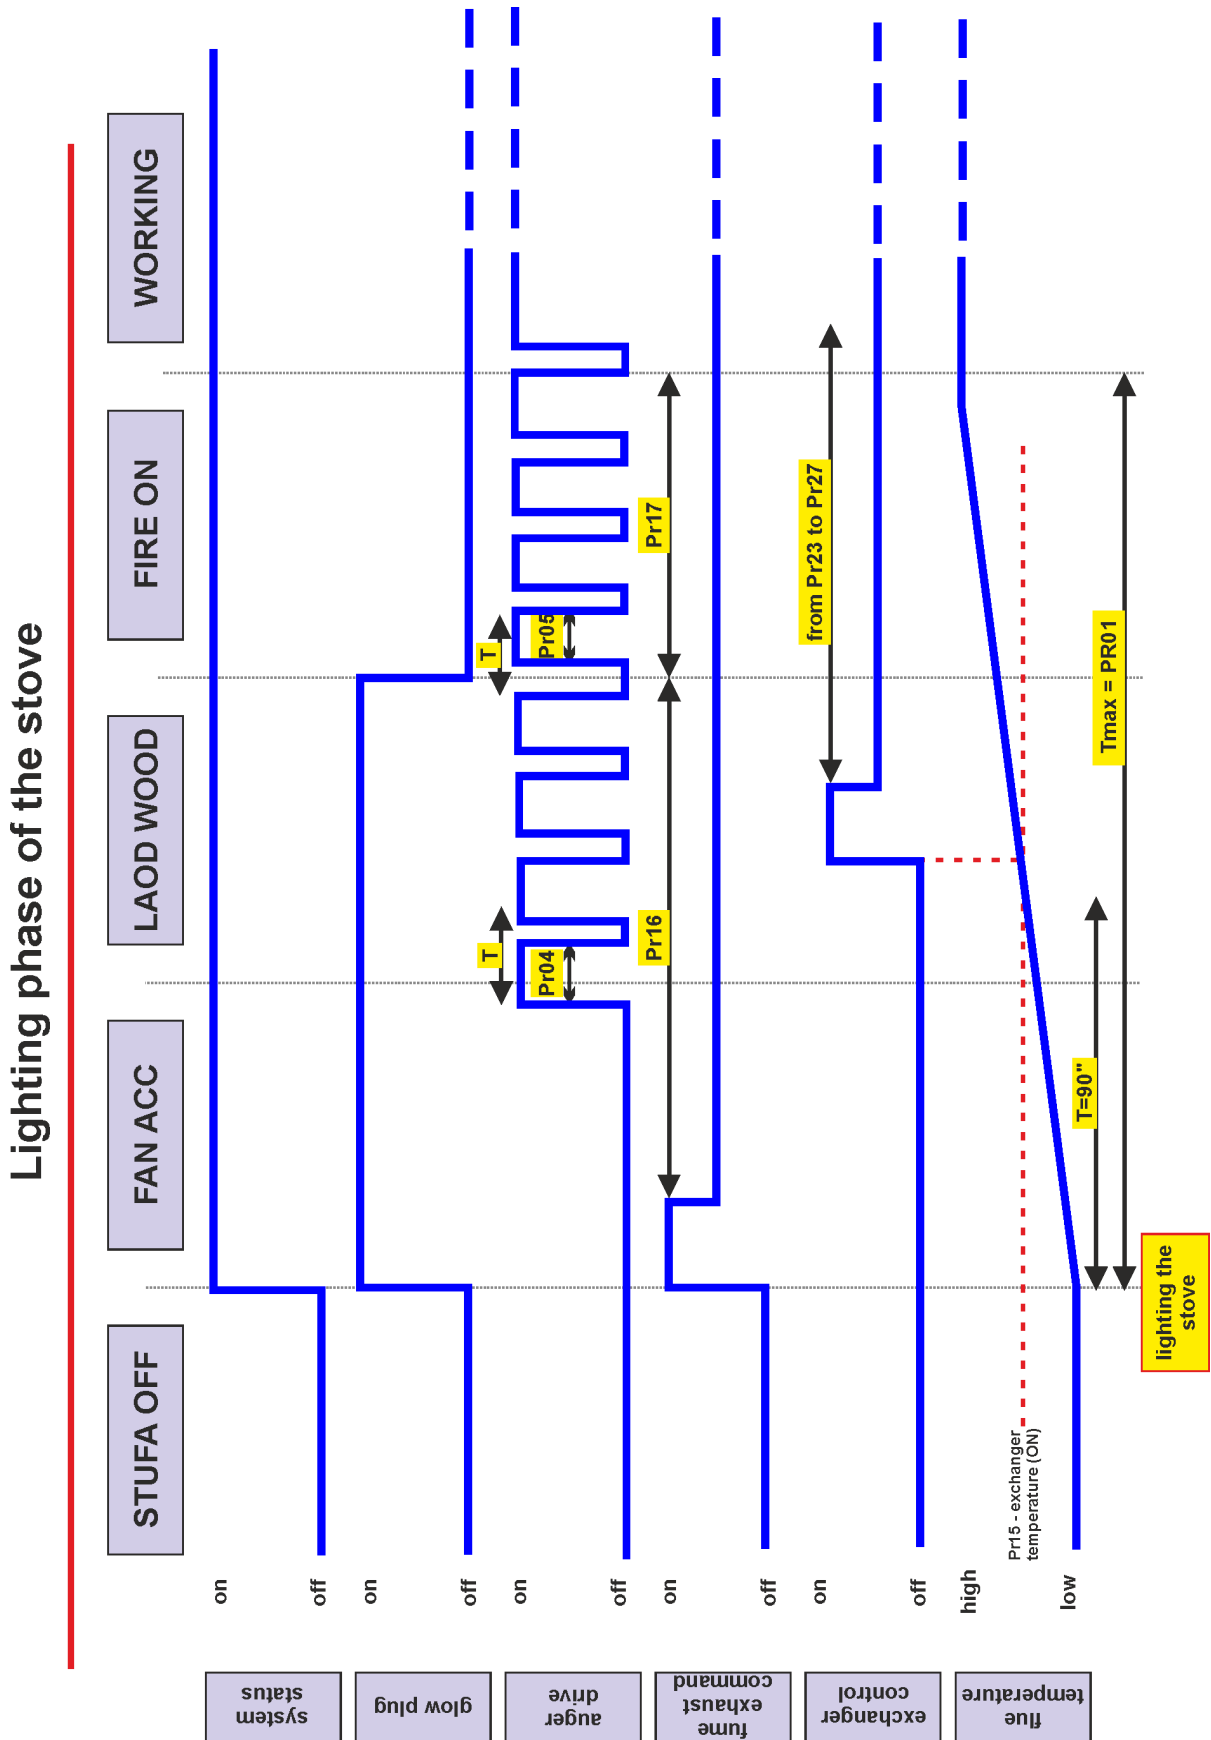 Lighting phase of the stove
STUFA OFF
FAN ACC
LAOD WOOD
FIRE ON
WORKING
system
status
on
off
glow plug
on
off
auger
drive
on
off
T
Pr04
T
Pr05
fume
exhaust
command
on
off
Pr16
Pr17
exchanger
control
on
off
from Pr23 to Pr27
flue
temperature
high
low
Pr15 - exchanger
temperature (ON)
T=90"
Tmax = PR01
lighting the
stove